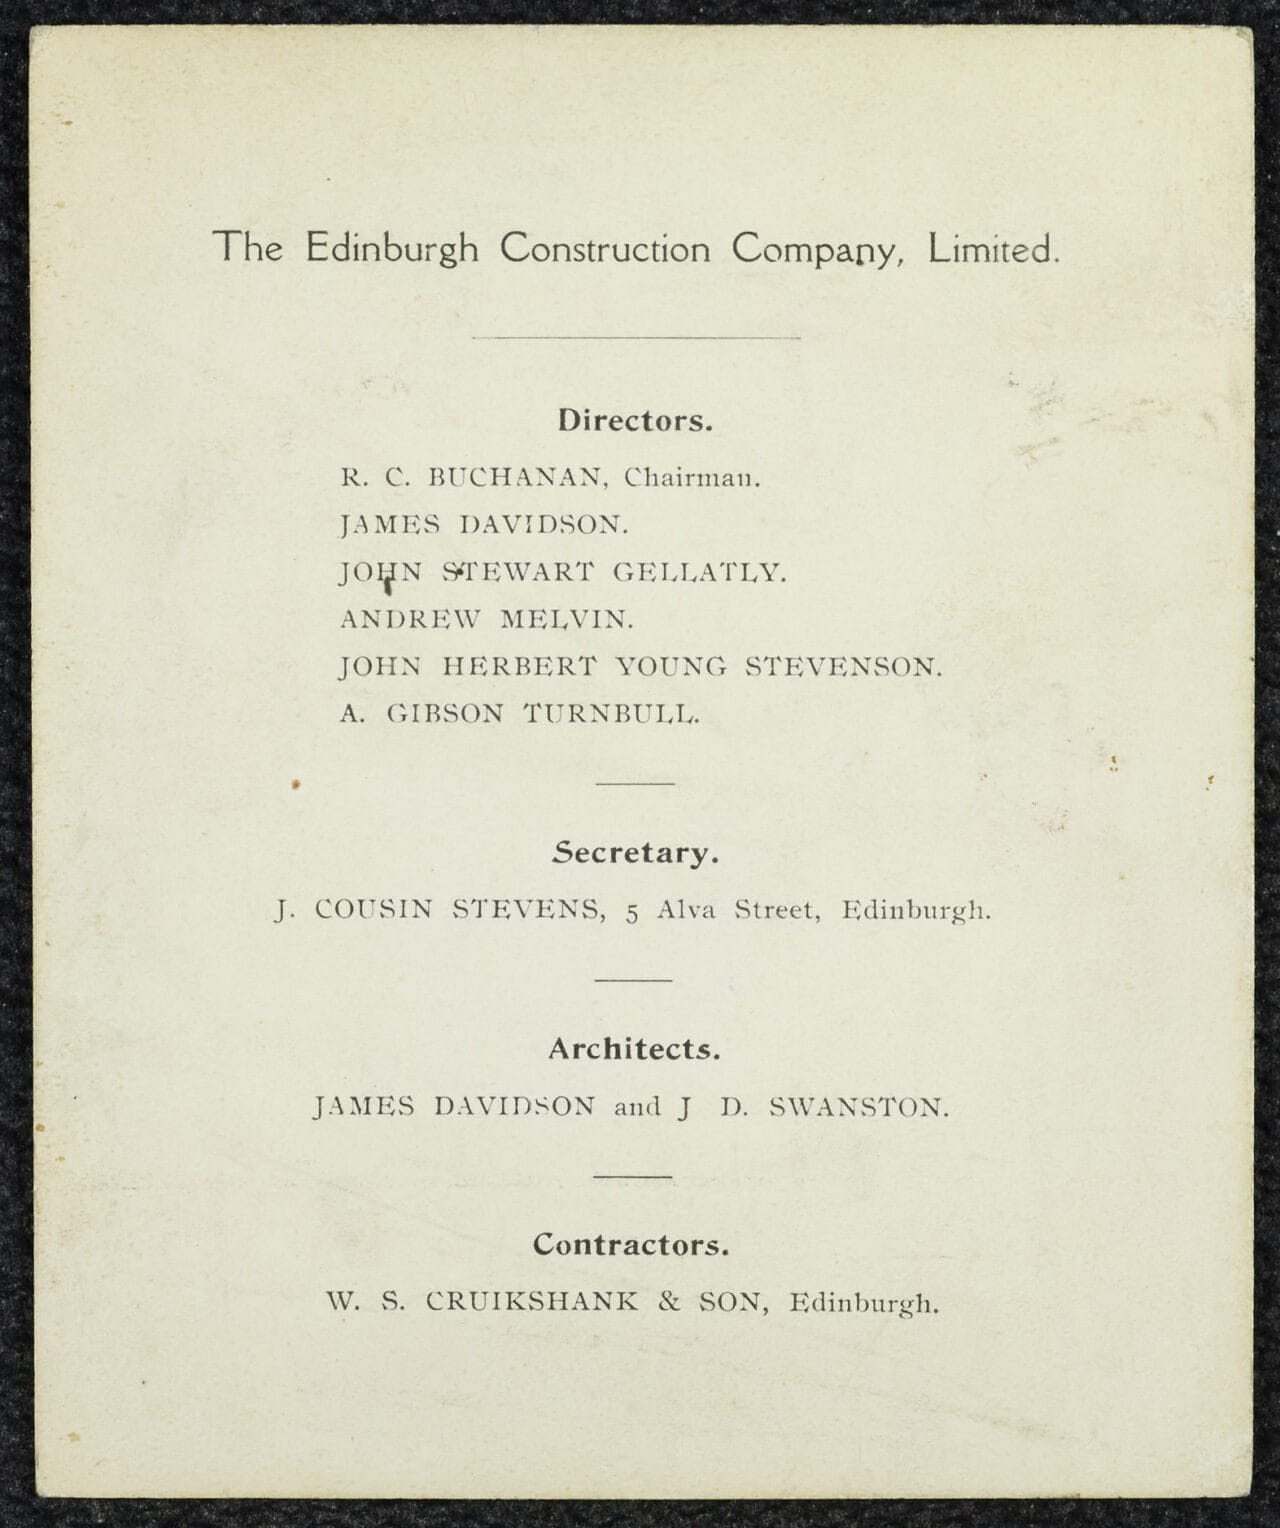 The Edinburgh Construction Company, Limited.
Directors.
R. C. BUCHANAN, Chairman.
JAMES DAVIDSON.
JOHN STEWART GELLATLY.
ANDREW MELVIN.
JOHN HERBERT YOUNG STEVENSON.
A. GIBSON TURNBULL.
Secretary.
J. COUSIN STEVENS, 5 Alva Street, Edinburgh.
Architects.
JAMES DAVIDSON and J D. SWANSTON.
Contractors.
W. S. CRUIKSHANK & SON, Edinburgh.